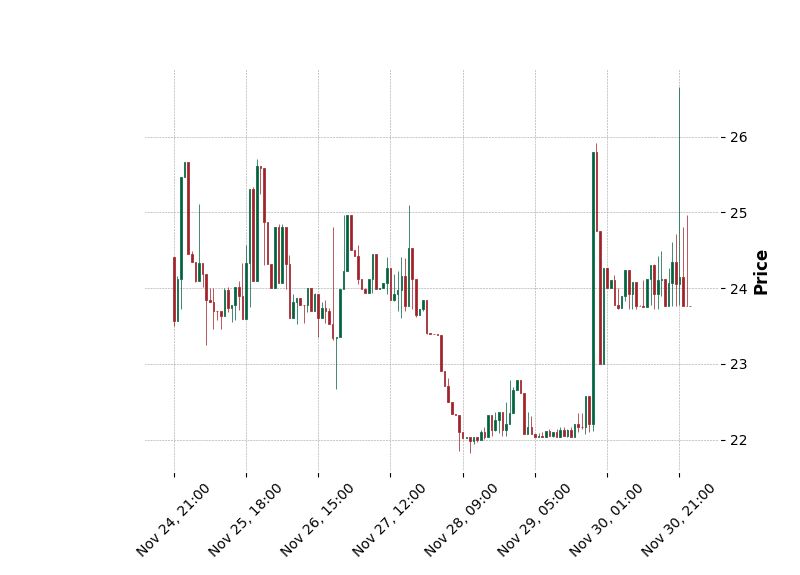 26
25
24
23
22
Price
Nov 24, 21:00
Nov 25, 18:00
Nov 26, 15:00
Nov 27, 12:00
Nov 28, 09:00
Nov 29, 05:00
Nov 30, 01:00
Nov 30, 21:00